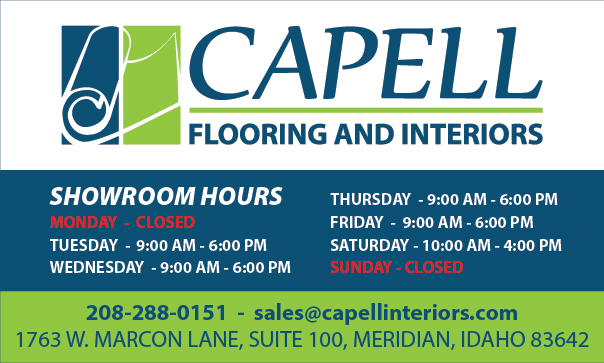 CAPELL
FLOORING AND INTERIORS
SHOWROOM HOURS
MONDAY - CLOSED
TUESDAY - 9:00 AM - 6:00 PM
WEDNESDAY - 9:00 AM - 6:00 PM
THURSDAY - 9:00 AM - 6:00 PM
FRIDAY - 9:00 AM - 6:00 PM
SATURDAY - 10:00 AM - 4:00 PM
SUNDAY - CLOSED
208-288-0151 - sales@capellinteriors.com
1763 W. MARCON LANE, SUITE 100, MERIDIAN, IDAHO 83642